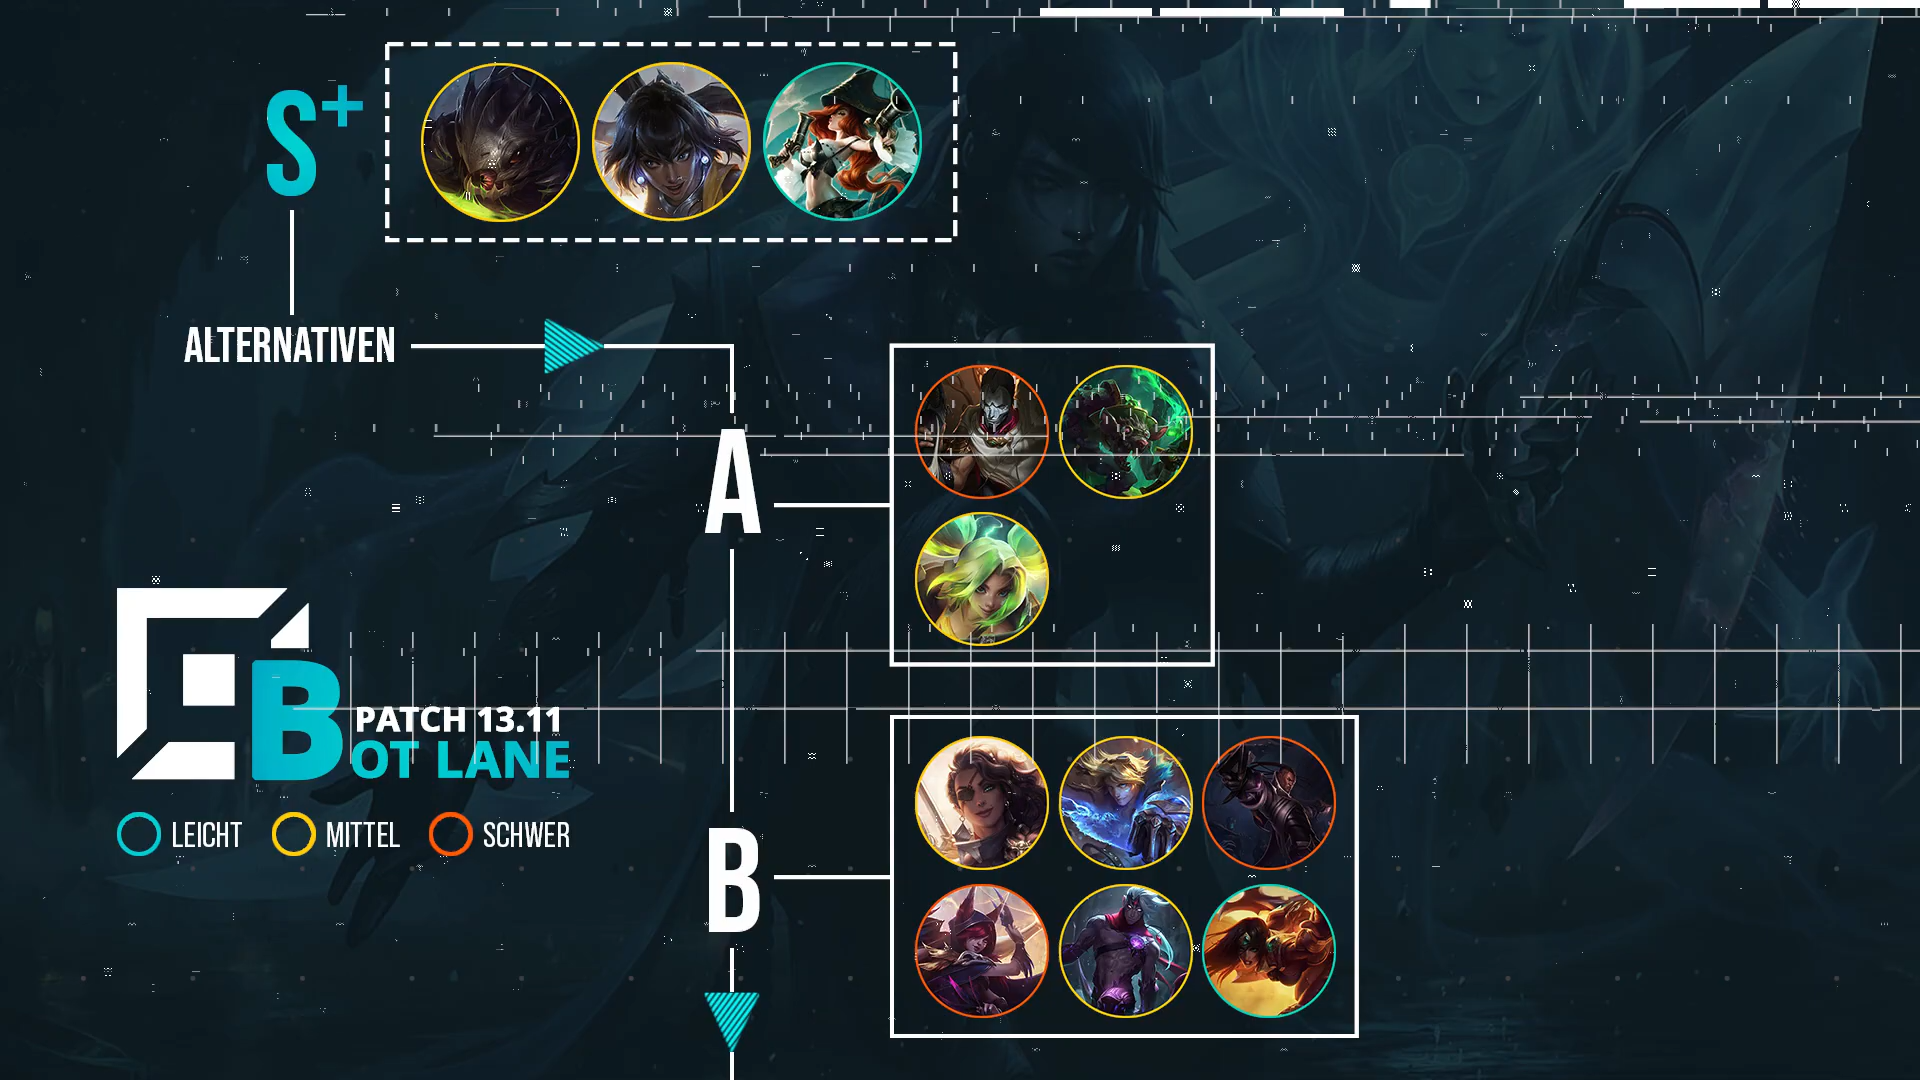 S+
ALTERNATIVEN
A
PATCH 13.11
BOT LANE
LEICHT MITTEL SCHWER
B